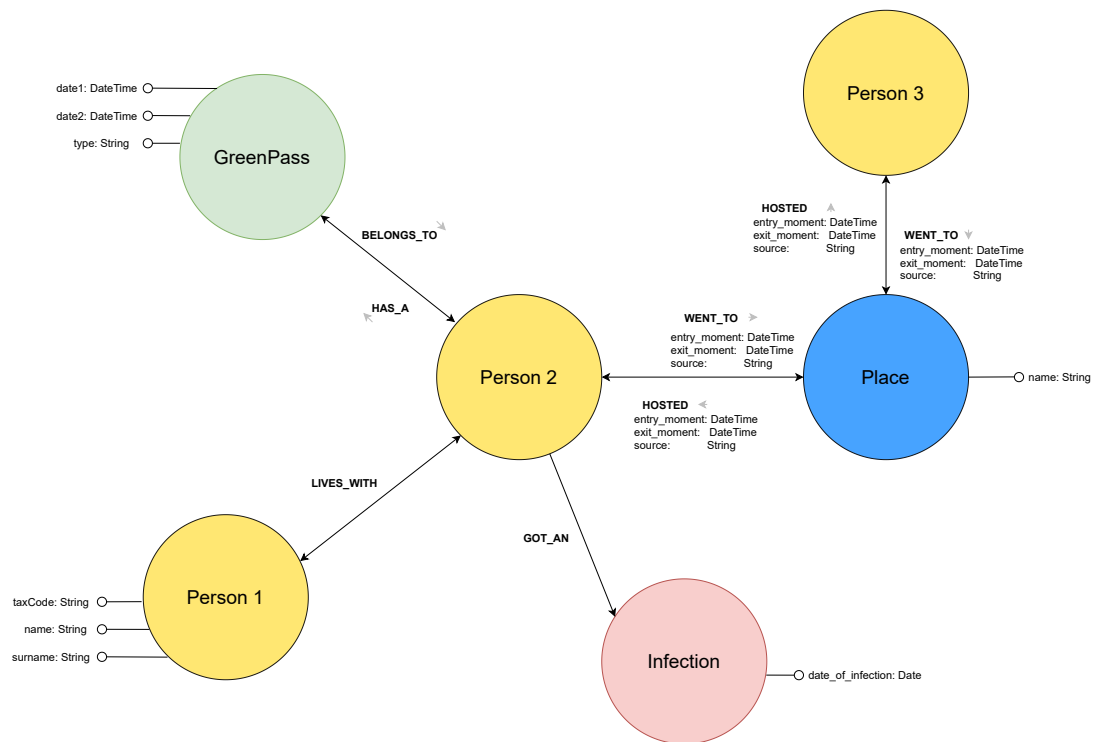 date1: DateTime
date2: DateTime
type: String
GreenPass
BELONGS_TO
HAS_A
Person 3
HOSTED
entry_moment: DateTime
exit_moment: DateTime
source: String
WENT_TO
entry_moment: DateTime
exit_moment: DateTime
source: String
WENT_TO
entry_moment: DateTime
exit_moment: DateTime
source: String
Person 2
Place
name: String
HOSTED
entry_moment: DateTime
exit_moment: DateTime
source: String
LIVES_WITH
GOT_AN
taxCode: String
name: String
surname: String
Person 1
Infection
date_of_infection: Date